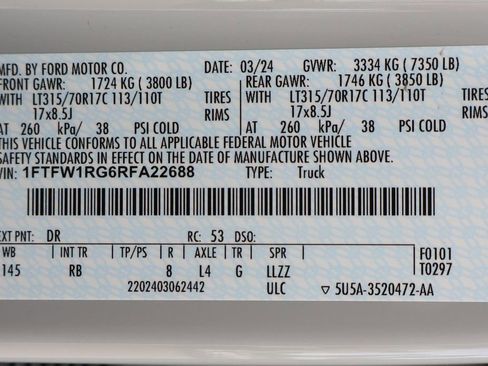 MFD. BY FORD MOTOR CO. DATE: 03/24 GVWR: 3334 KG ( 7350 LB)
FRONT GAWR: 1724 KG ( 3800 LB) REAR GAWR: 1746 KG ( 3850 LB)
WITH LT315/70R17C 113/110T TIRES WITH LT315/70R17C 113/110T TIRES
17x8.5J RIMS 17x8.5J RIMS
AT 260 kPa/ 38 PSI COLD AT 260 kPa/ 38 PSI COLD
THIS VEHICLE CONFORMS TO ALL APPLICABLE FEDERAL MOTOR VEHICLE
SAFETY STANDARDS IN EFFECT ON THE DATE OF MANUFACTURE SHOWN ABOVE.
VIN: 1FTFW1RG6RFA22688 TYPE: Truck
EXT PNT: DR RC: 53 DSO:
WB INT TR TP/PS R AXLE TR SPR F0101
145 RB 8 L4 G LLZZ T0297
2202403062442 ULC ▽ 5U5A-3520472-AA